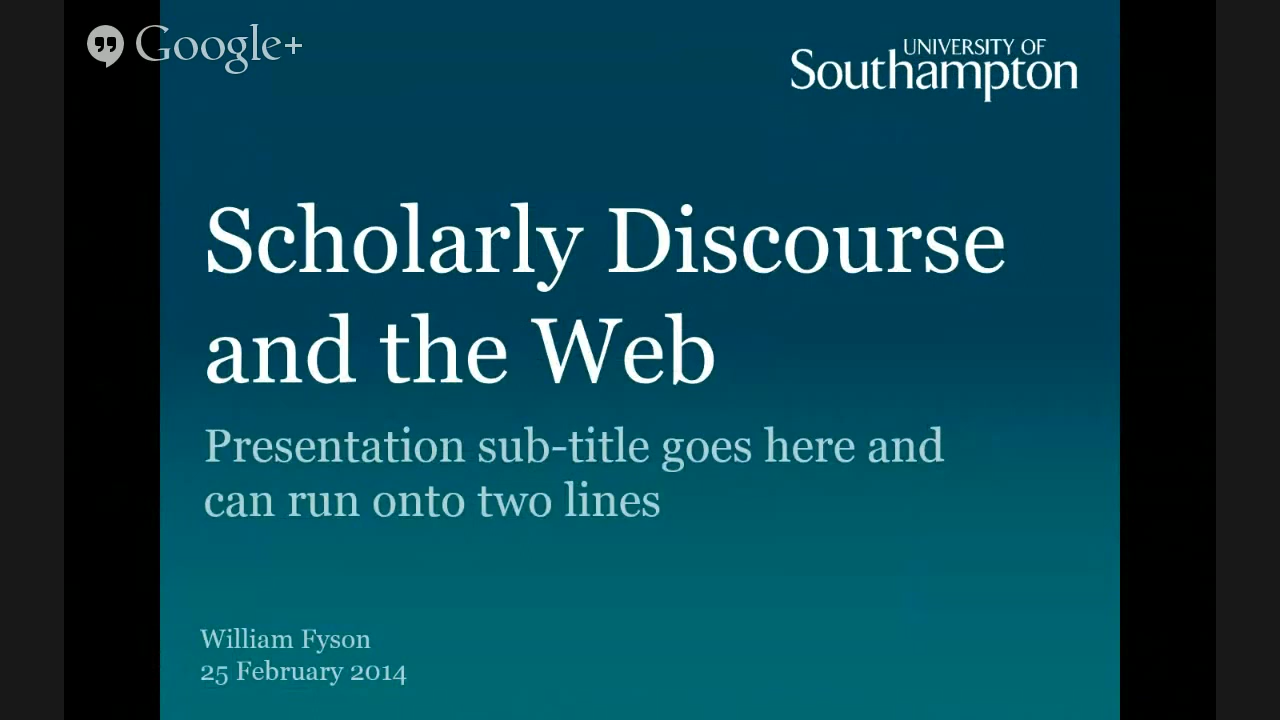 Google+
UNIVERSITY OF
Southampton
Scholarly Discourse
and the Web
Presentation sub-title goes here and
can run onto two lines
William Fyson
25 February 2014